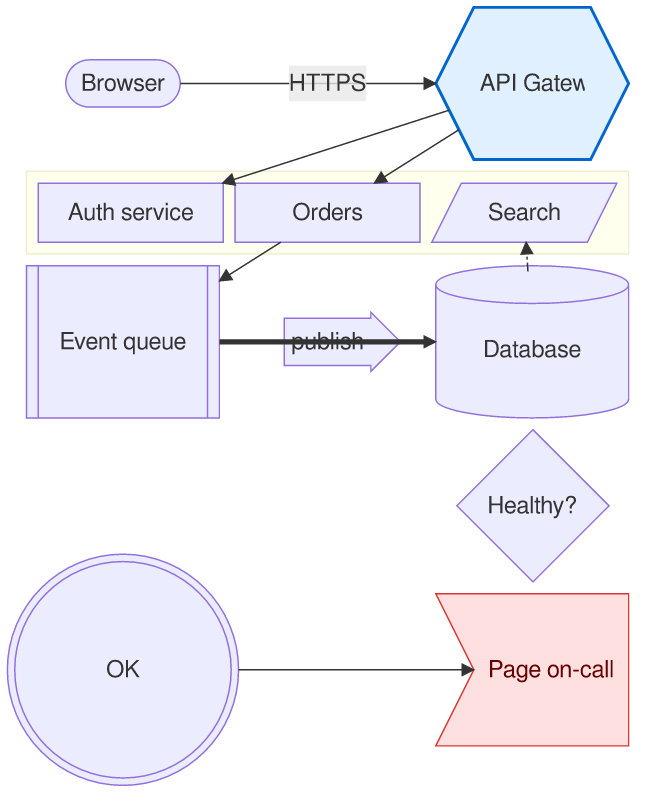 Browser
HTTPS
API Gatew
Auth service
Orders
Search
Event queue
publish
Database
Healthy?
OK
Page on-call